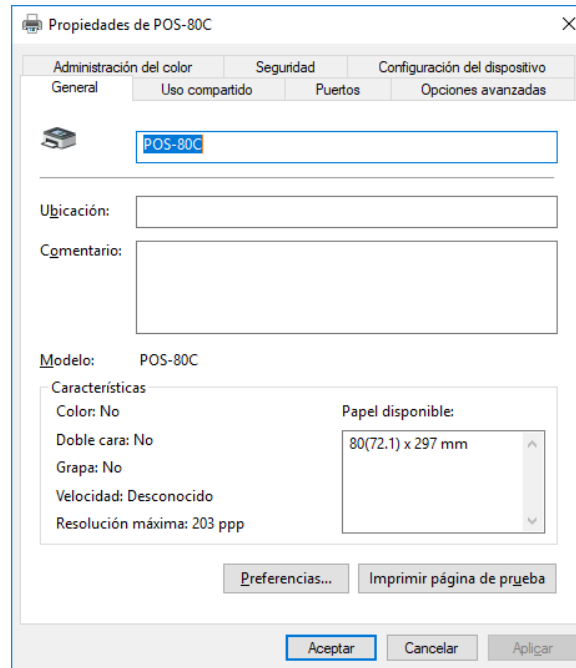 Propiedades de POS-80C
Administración del color Seguridad Configuración del dispositivo
General Uso compartido Puertos Opciones avanzadas
POS-80C
Ubicación:
Comentario:
Modelo: POS-80C
Características
Color: No Papel disponible:
Doble cara: No 80(72.1) x 297 mm
Grapa: No
Velocidad: Desconocido
Resolución máxima: 203 ppp
Preferencias... Imprimir página de prueba
Aceptar Cancelar Aplicar